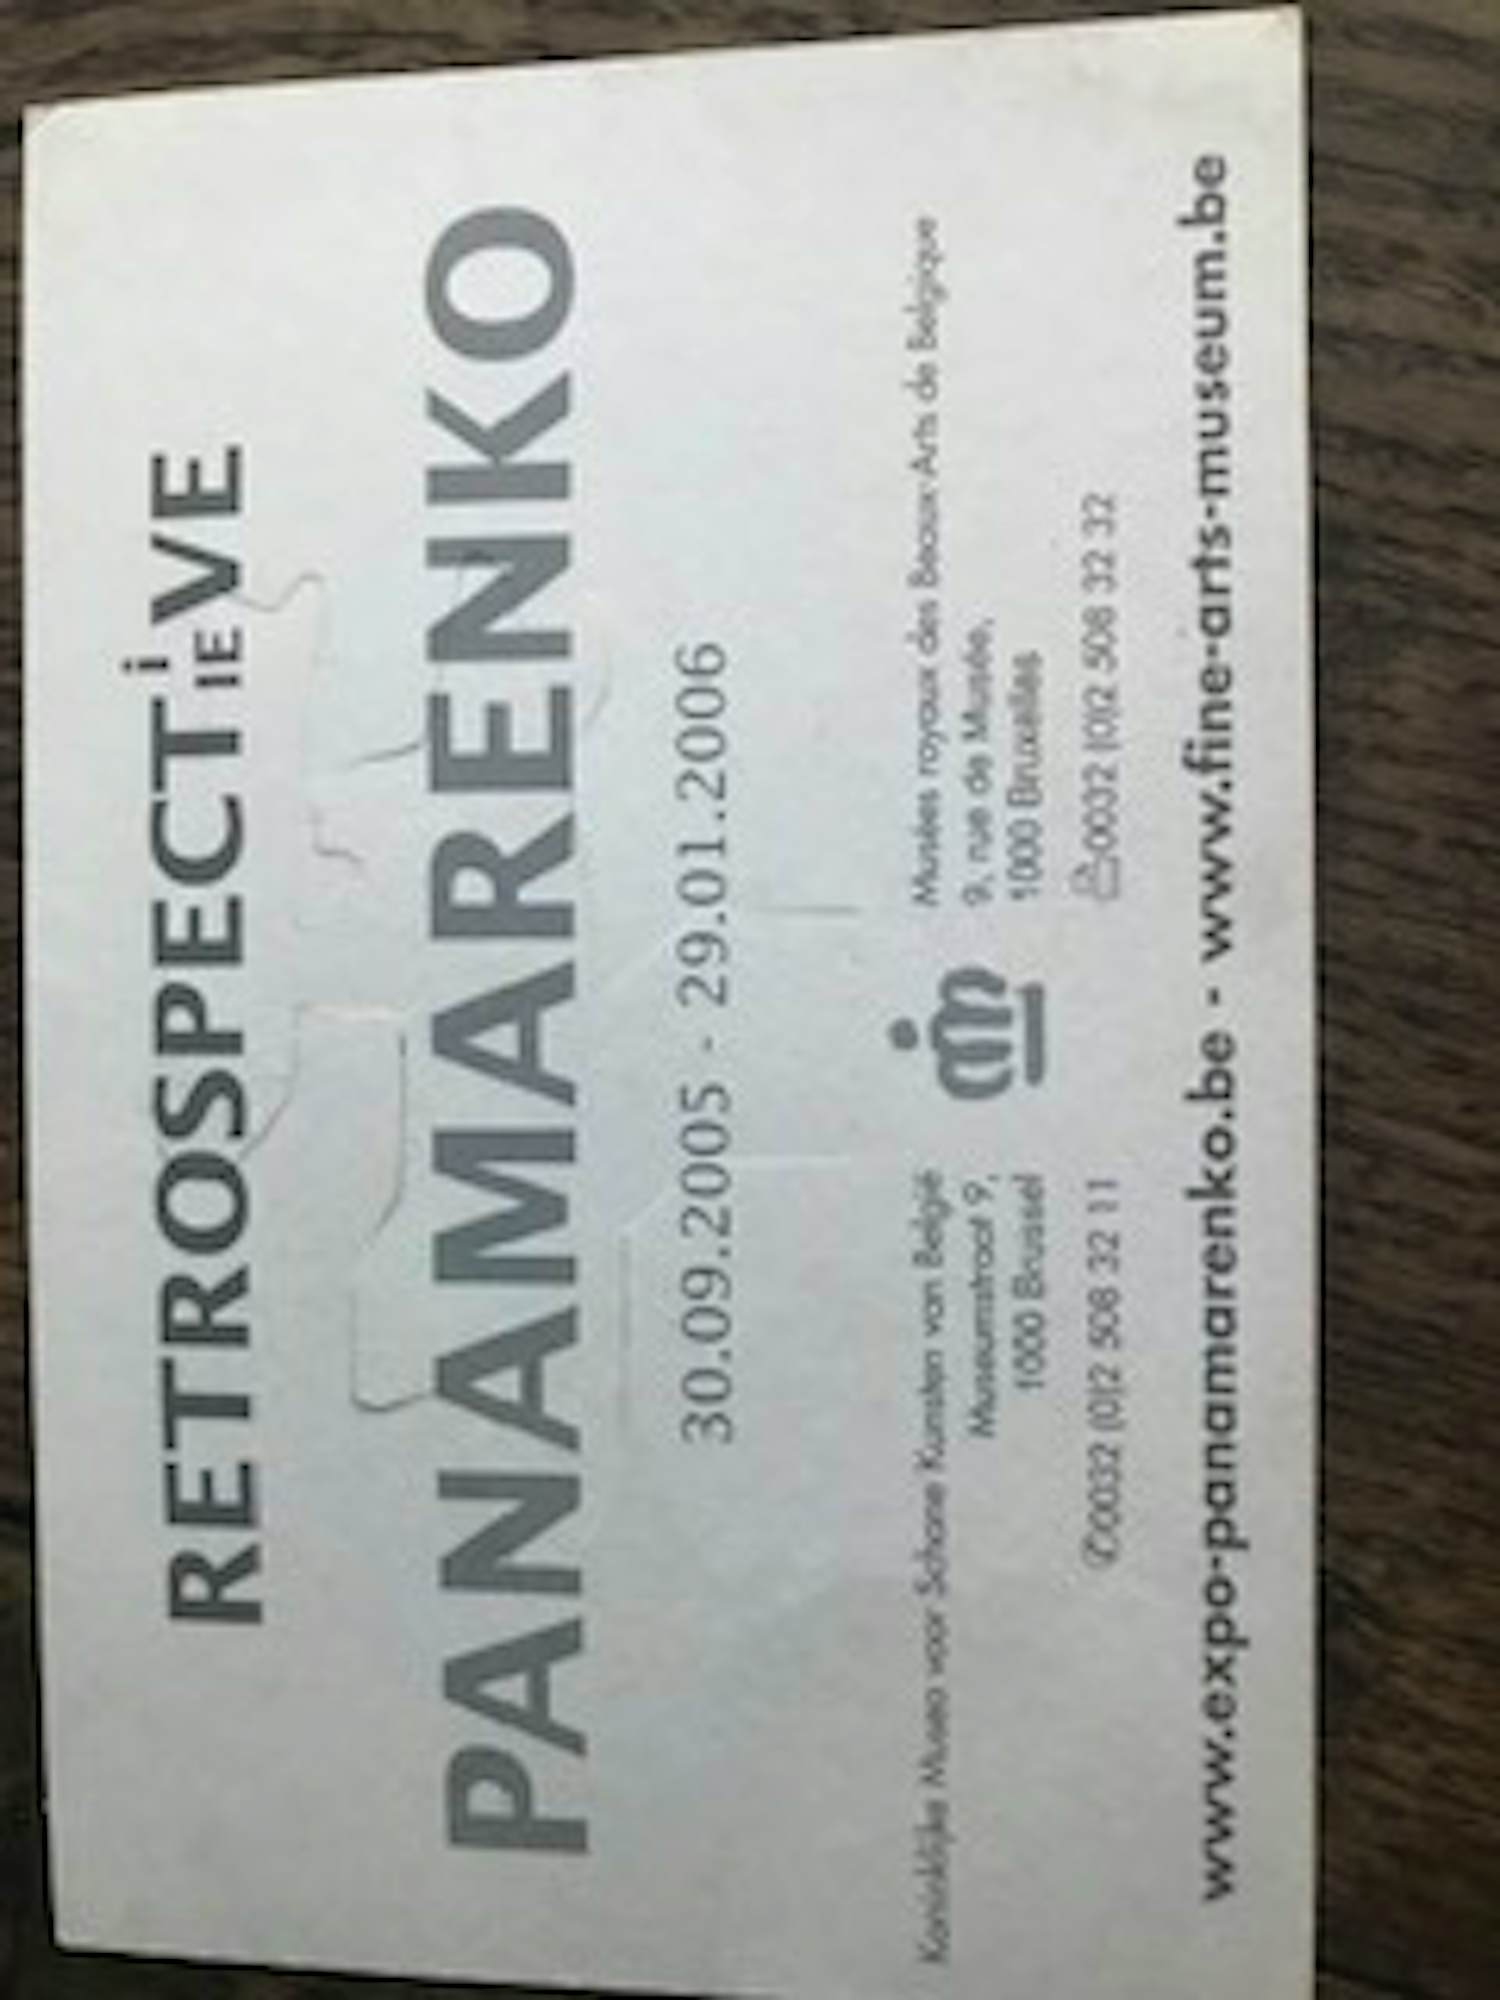 RETROSPECTiIEVE
PANAMARENKO
30.09.2005 - 29.01.2006
Koninklijke Musea voor Schone Kunsten van België
Museumstraat 9,
1000 Brussel
✆0032 (0)2 508 32 11
Musées royaux des Beaux-Arts de Belgique
9, rue de Musée,
1000 Bruxelles
0032 (0)2 508 32 32
www.expo-panamarenko.be - www.fine-arts-museum.be